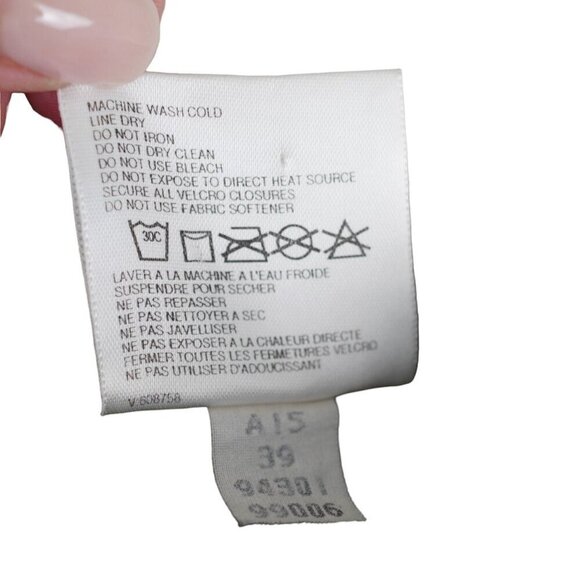 MACHINE WASH COLD
LINE DRY
DO NOT IRON
DO NOT DRY CLEAN
DO NOT USE BLEACH
DO NOT EXPOSE TO DIRECT HEAT SOURCE
SECURE ALL VELCRO CLOSURES
DO NOT USE FABRIC SOFTENER
30C
LAVER A LA MACHINE A L'EAU FROIDE
SUSPENDRE POUR SECHER
NE PAS REPASSER
NE PAS NETTOYER A SEC
NE PAS JAVELLISER
NE PAS EXPOSER A LA CHALEUR DIRECTE
FERMER TOUTES LES FERMETURES VELCRO
NE PAS UTILISER D'ADOUCISSANT
V 608758
A15
39
94301
99006